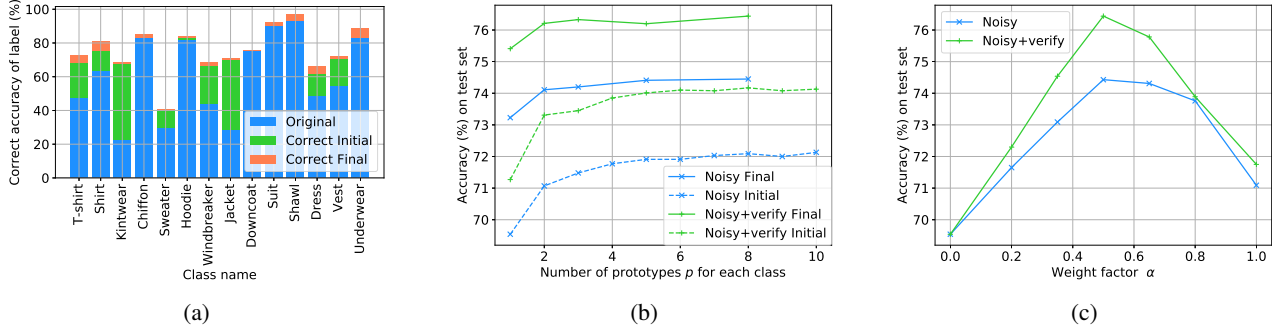 Correct accuracy of label (%)
100
80
60
40
20
0
Original
Correct Initial
Correct Final
T-shirt
Shirt
Kintwear
Chiffon
Sweater
Hoodie
Windbreaker
Jacket
Downcoat
Suit
Shawl
Dress
Vest
Underwear
Class name
(a)
Accuracy (%) on test set
76
75
74
73
72
71
70
Noisy Final
Noisy Initial
Noisy+verify Final
Noisy+verify Initial
2 4 6 8 10
Number of prototypes p for each class
(b)
Accuracy (%) on test set
76
75
74
73
72
71
70
Noisy
Noisy+verify
0.0 0.2 0.4 0.6 0.8 1.0
Weight factor α
(c)